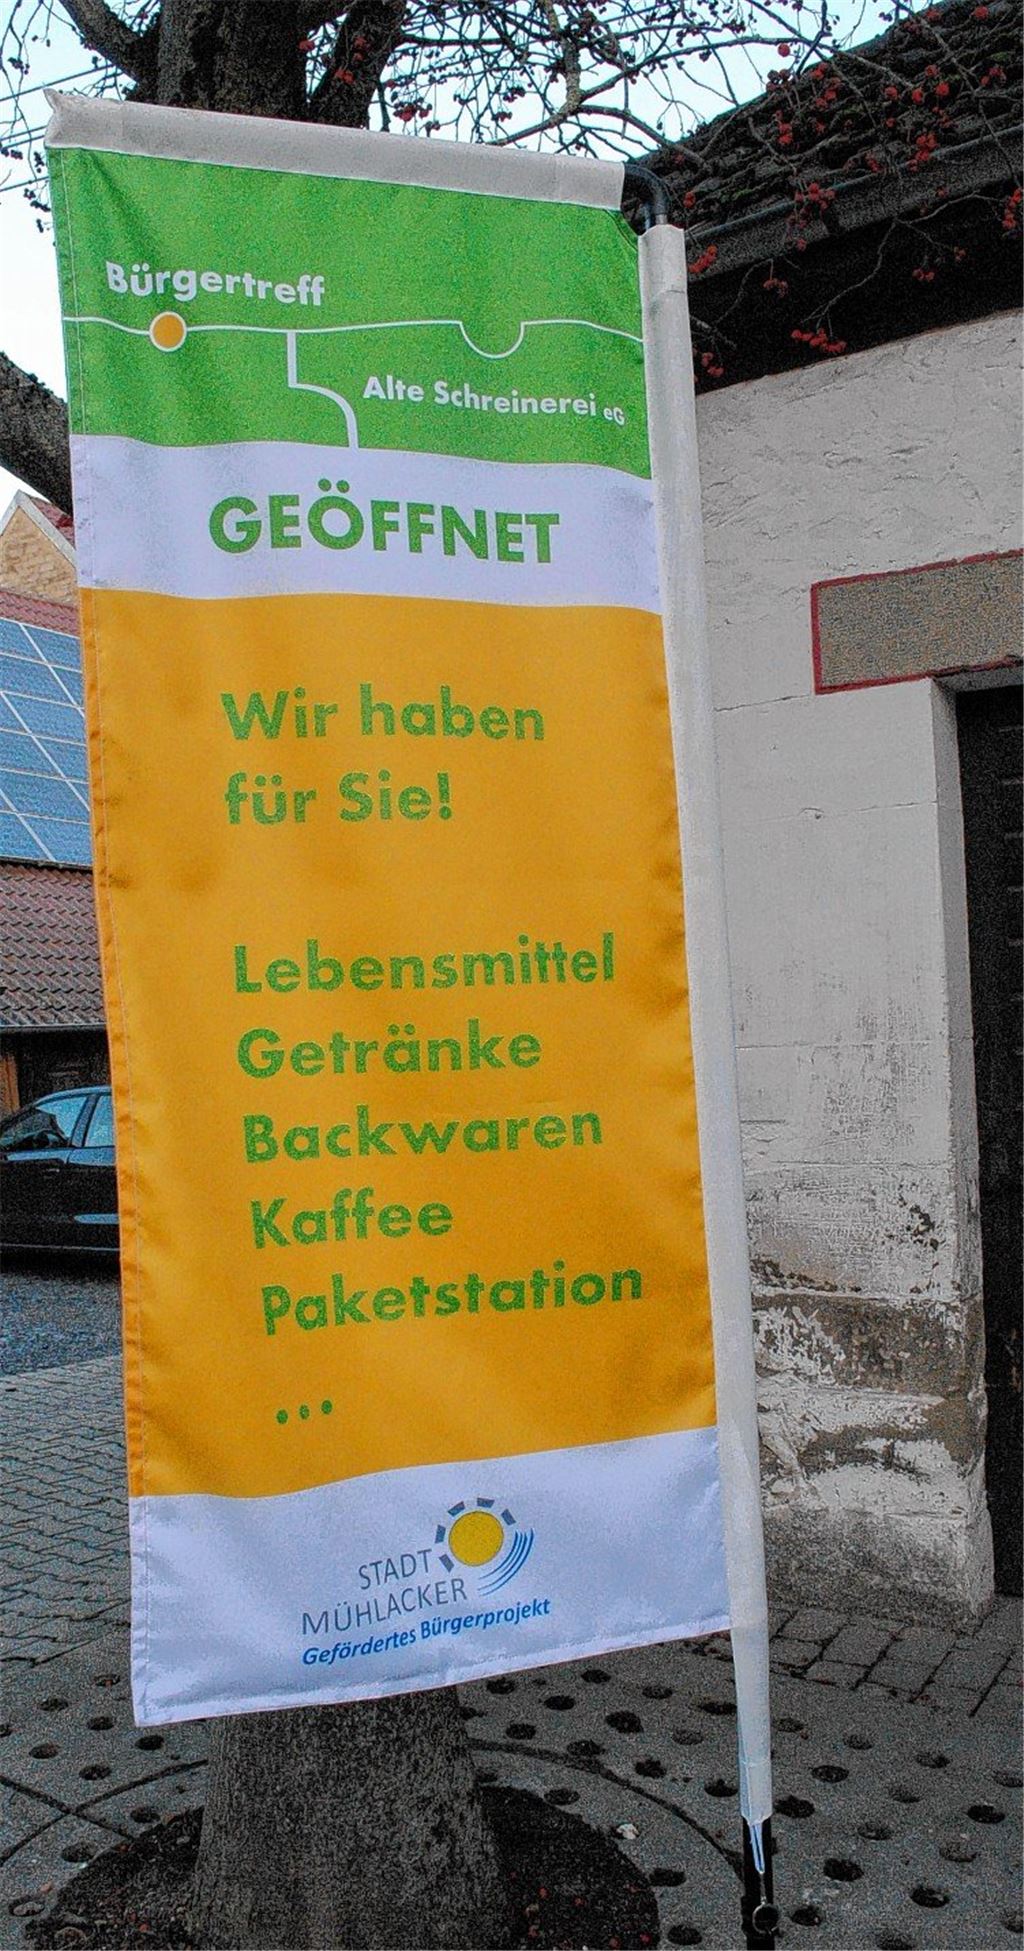 Bürgertreff
Alte Schreinerei eG
GEÖFFNET
Wir haben
für Sie!
Lebensmittel
Getränke
Backwaren
Kaffee
Paketstation
...
STADT
MÜHLACKER
Gefördertes Bürgerprojekt